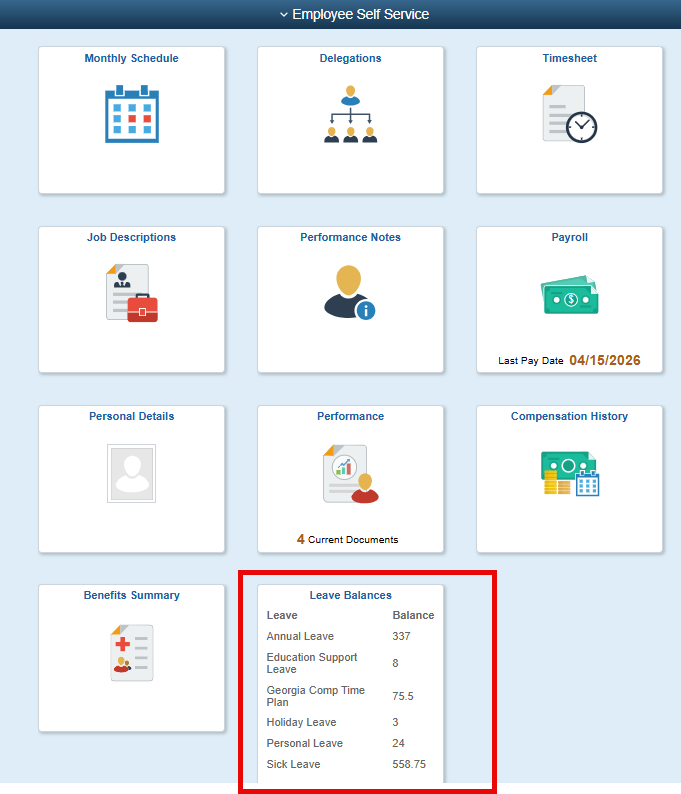 Employee Self Service
Monthly Schedule
Delegations
Timesheet
Job Descriptions
Performance Notes
Payroll
$
i
Last Pay Date 04/15/2026
Personal Details
Performance
Compensation History
4 Current Documents
Benefits Summary
Leave Balances
Leave Balance
Annual Leave 337
Education Support
Leave 8
Georgia Comp Time
Plan 75.5
Holiday Leave 3
Personal Leave 24
Sick Leave 558.75